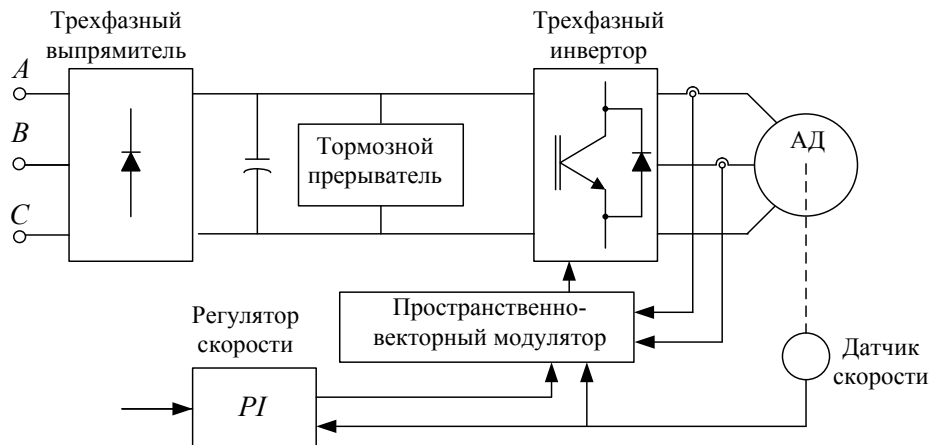 Трехфазный
выпрямитель
Трехфазный
инвертор
A
B
C
Тормозной
прерыватель
АД
Пространственно-
векторный модулятор
Регулятор
скорости
PI
Датчик
скорости